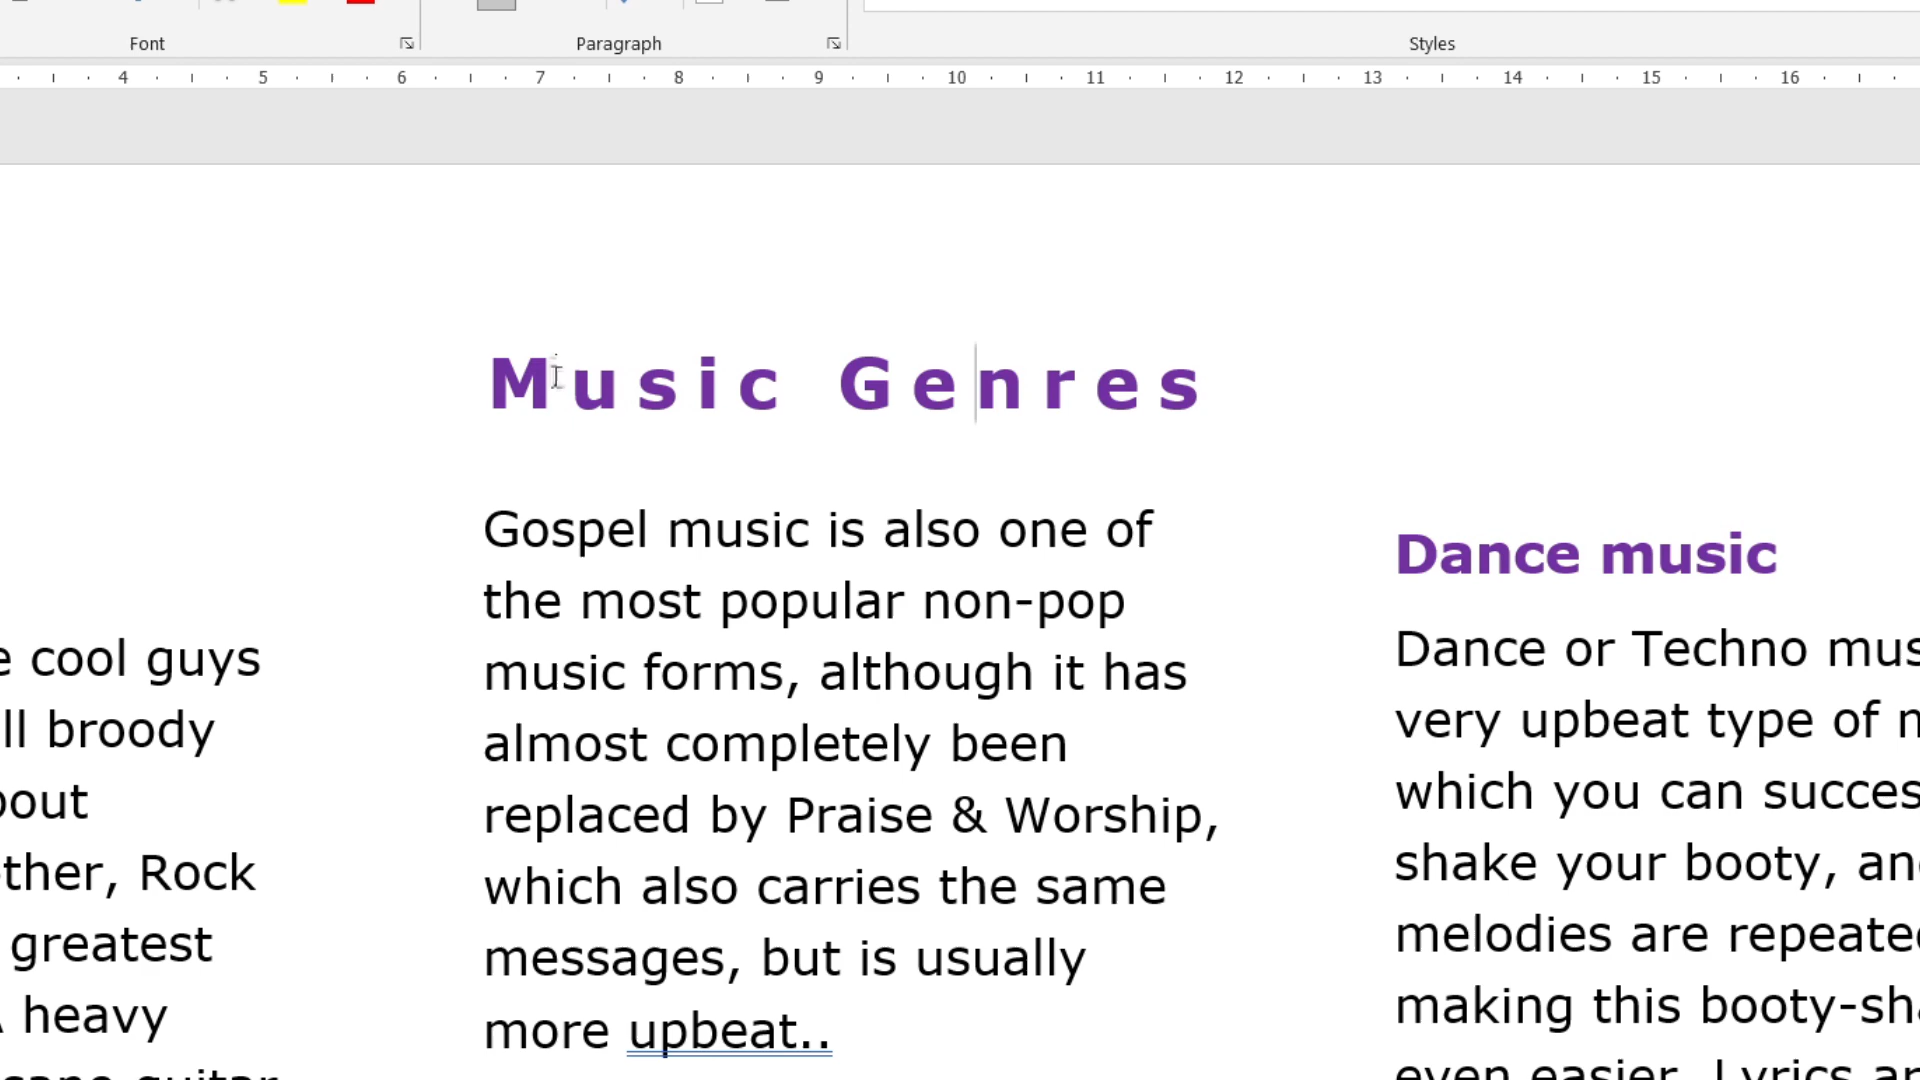 Font Paragraph Styles
4 5 6 7 8 9 10 11 12 13 14 15 16
Music Genres
cool guys
broody
ther, Rock
greatest
heavy
guitar
Gospel music is also one of
the most popular non-pop
music forms, although it has
almost completely been
replaced by Praise & Worship,
which also carries the same
messages, but is usually
more upbeat..
Dance music
Dance or Techno mus
very upbeat type of
which you can succes
shake your booty, an
melodies are repeate
making this booty-sh
even easier. Lyrics